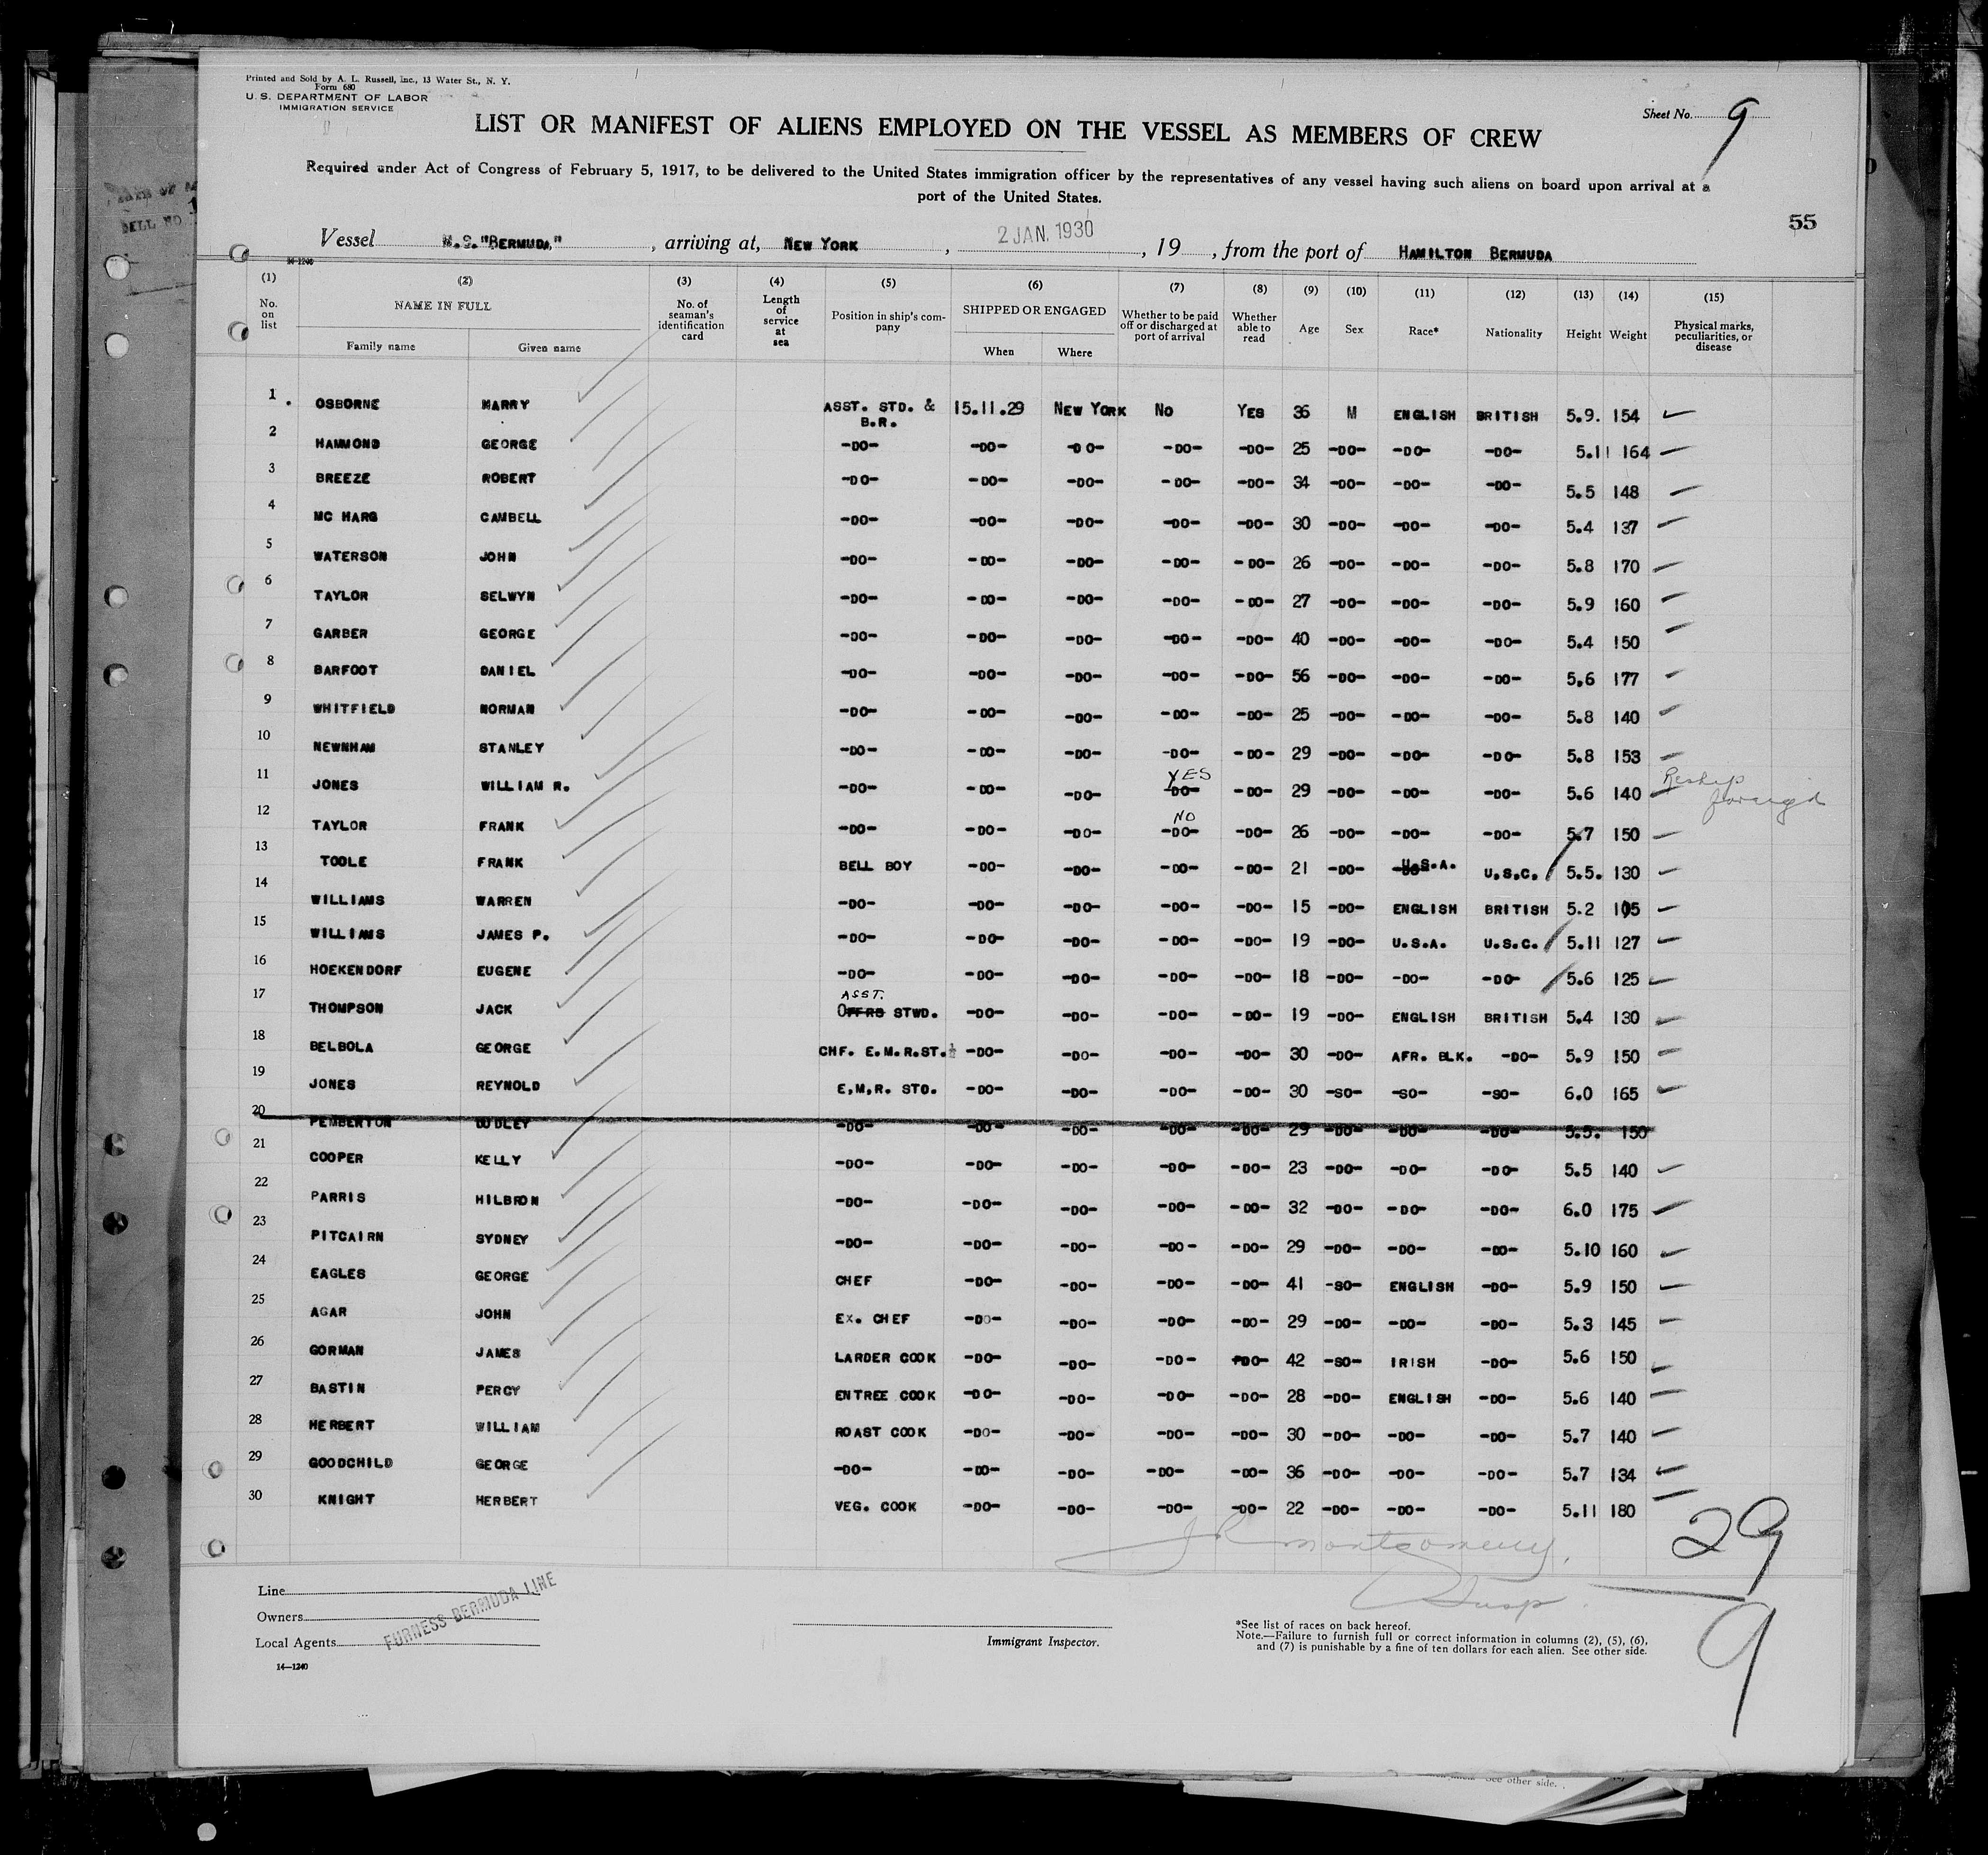 Printed and Sold by A. L. Russell, Inc., 13 Water St., N. Y.
Form 680
U. S. DEPARTMENT OF LABOR
IMMIGRATION SERVICE
Sheet No. 9
LIST OR MANIFEST OF ALIENS EMPLOYED ON THE VESSEL AS MEMBERS OF CREW
Required under Act of Congress of February 5, 1917, to be delivered to the United States immigration officer by the representatives of any vessel having such aliens on board upon arrival at a
port of the United States.
55
Vessel M.S. "BERMUDA," , arriving at, NEW YORK , 2 JAN. 1930 , 19 , from the port of HAMILTON BERMUDA
14-1240
(1) (2) (3) (4) (5) (6) (7) (8) (9) (10) (11) (12) (13) (14) (15)
No. on list NAME IN FULL Family name Given name No. of seaman's identification card Length of service at sea Position in ship's company SHIPPED OR ENGAGED When Where Whether to be paid off or discharged at port of arrival Whether able to read Age Sex Race* Nationality Height Weight Physical marks, peculiarities, or disease
1 OSBORNE HARRY ASST. STD. & B.R. 15.11.29 NEW YORK NO YES 36 M ENGLISH BRITISH 5.9. 154
2 HAMMOND GEORGE -DO- -DO- -DO- -DO- -DO- 25 -DO- -DO- -DO- 5.11 164
3 BREEZE ROBERT -DO- -DO- -DO- -DO- -DO- 34 -DO- -DO- -DO- 5.5 148
4 MC HARG CAMBELL -DO- -DO- -DO- -DO- -DO- 30 -DO- -DO- -DO- 5.4 137
5 WATERSON JOHN -DO- -DO- -DO- -DO- -DO- 26 -DO- -DO- -DO- 5.8 170
6 TAYLOR SELWYN -DO- -DO- -DO- -DO- -DO- 27 -DO- -DO- -DO- 5.9 160
7 GARBER GEORGE -DO- -DO- -DO- -DO- -DO- 40 -DO- -DO- -DO- 5.4 150
8 BARFOOT DANIEL -DO- -DO- -DO- -DO- -DO- 56 -DO- -DO- -DO- 5.6 177
9 WHITFIELD NORMAN -DO- -DO- -DO- -DO- -DO- 25 -DO- -DO- -DO- 5.8 140
10 NEWNHAM STANLEY -DO- -DO- -DO- -DO- -DO- 29 -DO- -DO- -DO- 5.8 153
11 JONES WILLIAM R. -DO- -DO- -DO- YES -DO- -DO- 29 -DO- -DO- -DO- 5.6 140 Reship foreign
12 TAYLOR FRANK -DO- -DO- -DO- NO -DO- -DO- 26 -DO- -DO- -DO- 5.7 150
13 TOOLE FRANK BELL BOY -DO- -DO- -DO- -DO- 21 -DO- U.S.A. U.S.C. 5.5. 130
14 WILLIAMS WARREN -DO- -DO- -DO- -DO- -DO- 15 -DO- ENGLISH BRITISH 5.2 105
15 WILLIAMS JAMES P. -DO- -DO- -DO- -DO- -DO- 19 -DO- U.S.A. U.S.C. 5.11 127
16 HOEKENDORF EUGENE -DO- -DO- -DO- -DO- -DO- 18 -DO- -DO- -DO- 5.6 125
17 THOMPSON JACK ASST. OFFRS STWD. -DO- -DO- -DO- -DO- 19 -DO- ENGLISH BRITISH 5.4 130
18 BELBOLA GEORGE CHF. E.M.R.ST. -DO- -DO- -DO- -DO- 30 -DO- AFR. BLK. -DO- 5.9 150
19 JONES REYNOLD E.M.R. STD. -DO- -DO- -DO- -DO- 30 -SO- -SO- -SO- 6.0 165
20 PEMBERTON DUDLEY -DO- -DO- -DO- -DO- -DO- 29 -DO- -DO- -DO- 5.5. 150
21 COOPER KELLY -DO- -DO- -DO- -DO- -DO- 23 -DO- -DO- -DO- 5.5 140
22 PARRIS HILBRON -DO- -DO- -DO- -DO- -DO- 32 -DO- -DO- -DO- 6.0 175
23 PITCAIRN SYDNEY -DO- -DO- -DO- -DO- -DO- 29 -DO- -DO- -DO- 5.10 160
24 EAGLES GEORGE CHEF -DO- -DO- -DO- -DO- 41 -SO- ENGLISH -DO- 5.9 150
25 AGAR JOHN EX. CHEF -DO- -DO- -DO- -DO- 29 -DO- -DO- -DO- 5.3 145
26 GORMAN JAMES LARDER COOK -DO- -DO- -DO- -DO- 42 -SO- IRISH -DO- 5.6 150
27 BASTIN PERCY ENTREE COOK -DO- -DO- -DO- -DO- 28 -DO- ENGLISH -DO- 5.6 140
28 HERBERT WILLIAM ROAST COOK -DO- -DO- -DO- -DO- 30 -DO- -DO- -DO- 5.7 140
29 GOODCHILD GEORGE -DO- -DO- -DO- -DO- -DO- 36 -DO- -DO- -DO- 5.7 134
30 KNIGHT HERBERT VEG. COOK -DO- -DO- -DO- -DO- 22 -DO- -DO- -DO- 5.11 180
JR Montgomery,
Insp.
29
9
Line
Owners
Local Agents
FURNESS BERMUDA LINE
14—1240
Immigrant Inspector.
*See list of races on back hereof.
Note.—Failure to furnish full or correct information in columns (2), (5), (6),
and (7) is punishable by a fine of ten dollars for each alien. See other side.
See other side.